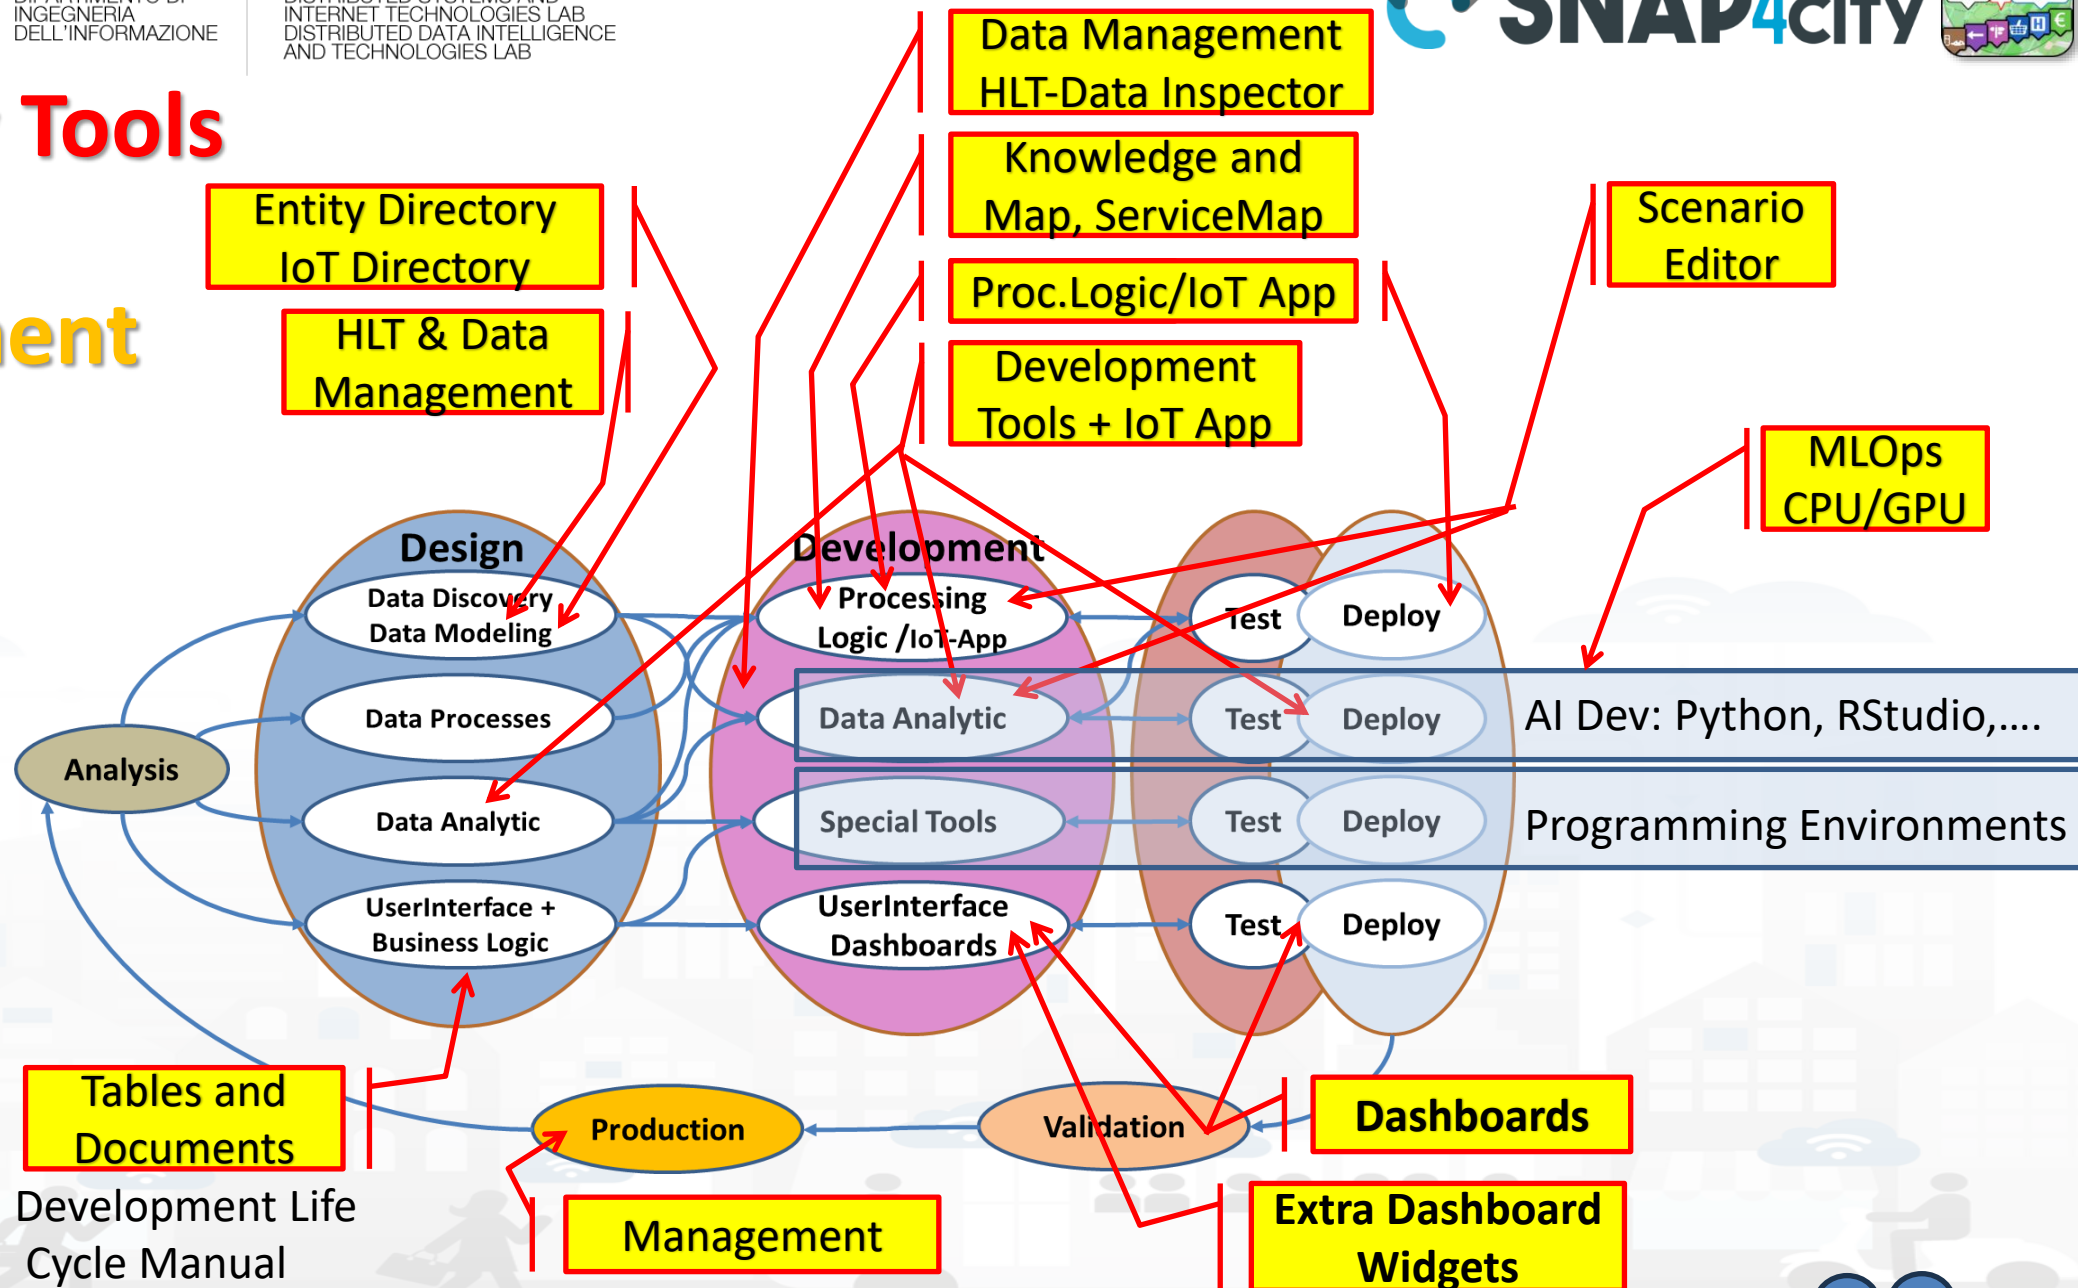 INGEGNERIA
DELL'INFORMAZIONE
INTERNET TECHNOLOGIES LAB
DISTRIBUTED DATA INTELLIGENCE
AND TECHNOLOGIES LAB
SNAP4city
Tools
Data Management
HLT-Data Inspector
Knowledge and
Map, ServiceMap
Proc.Logic/IoT App
Development
Tools + IoT App
Entity Directory
IoT Directory
HLT & Data
Management
Scenario
Editor
MLOps
CPU/GPU
Design
Data Discovery
Data Modeling
Data Processes
Data Analytic
UserInterface +
Business Logic
Development
Processing
Logic /IoT-App
Data Analytic
Special Tools
UserInterface
Dashboards
Test
Deploy
Test
Deploy
AI Dev: Python, RStudio,....
Test
Deploy
Programming Environments
Test
Deploy
Analysis
Tables and
Documents
Development Life
Cycle Manual
Production
Validation
Dashboards
Management
Extra Dashboard
Widgets